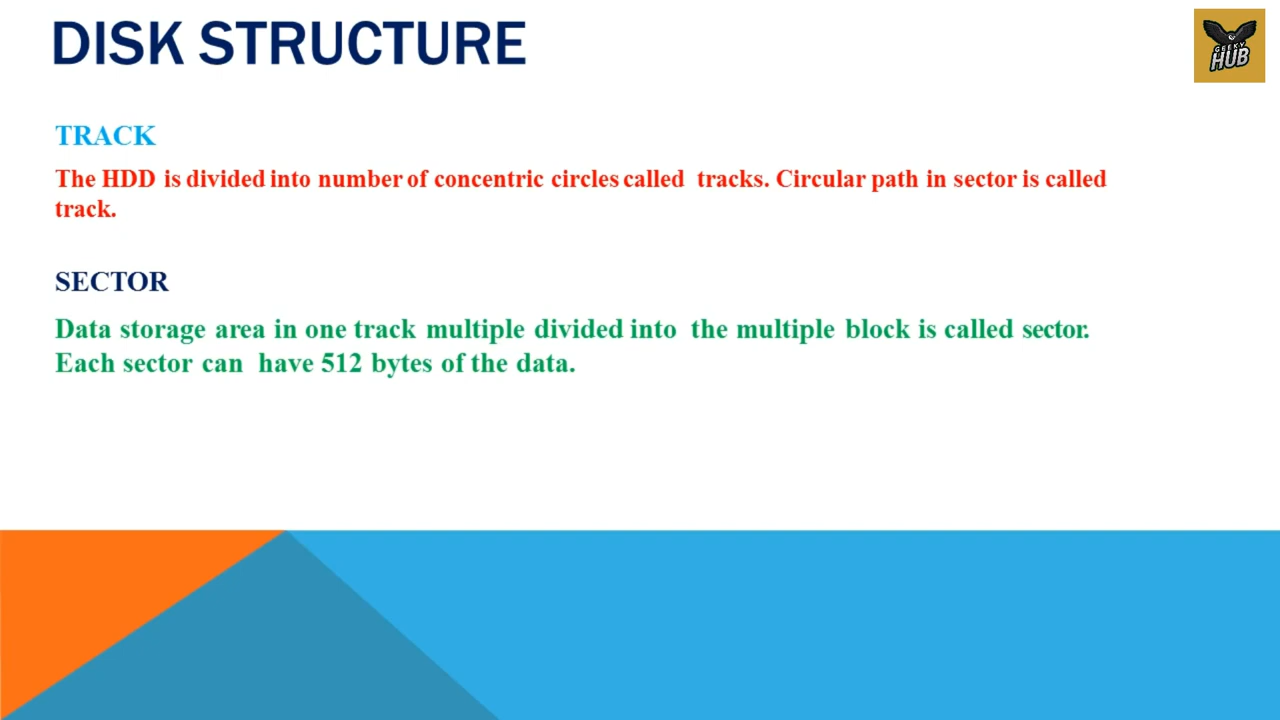 DISK STRUCTURE
GEEKY
HUB
TRACK
The HDD is divided into number of concentric circles called tracks. Circular path in sector is called
track.
SECTOR
Data storage area in one track multiple divided into the multiple block is called sector.
Each sector can have 512 bytes of the data.